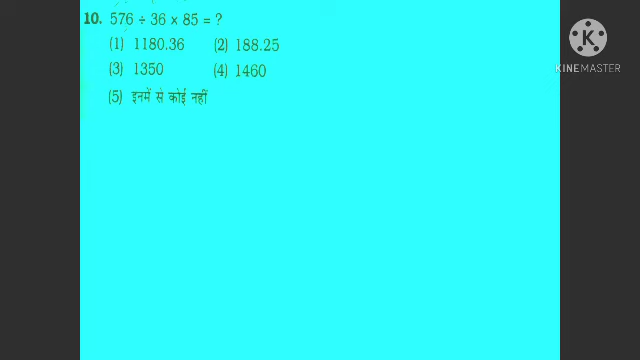 10. 576 ÷ 36 × 85 = ?
(1) 1180.36 (2) 188.25
(3) 1350 (4) 1460
(5) इनमें से कोई नहीं
K
KINEMASTER